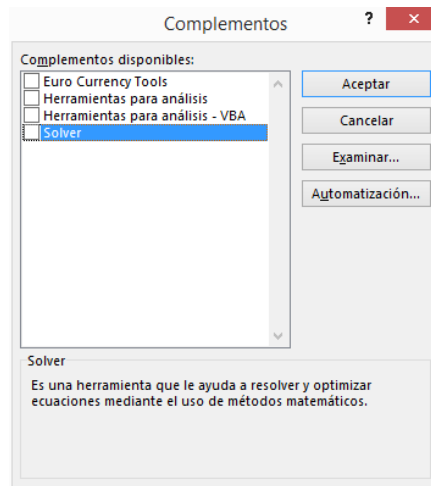 Complementos
? ×
Complementos disponibles:
Euro Currency Tools
Herramientas para análisis
Herramientas para análisis - VBA
Solver
Aceptar
Cancelar
Examinar...
Automatización...
Solver
Es una herramienta que le ayuda a resolver y optimizar
ecuaciones mediante el uso de métodos matemáticos.